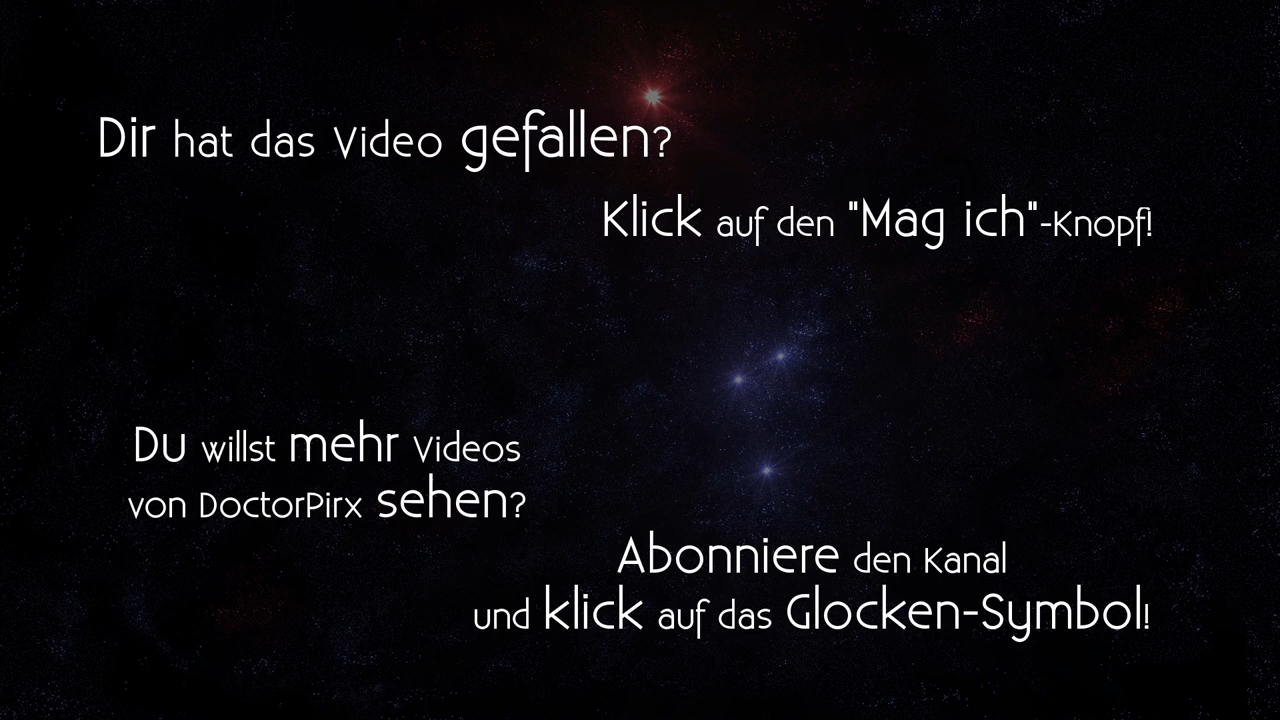 Dir hat das Video gefallen?
Klick auf den "Mag ich"-Knopf!
Du willst mehr Videos
von DoctorPirx sehen?
Abonniere den Kanal
und klick auf das Glocken-Symbol!